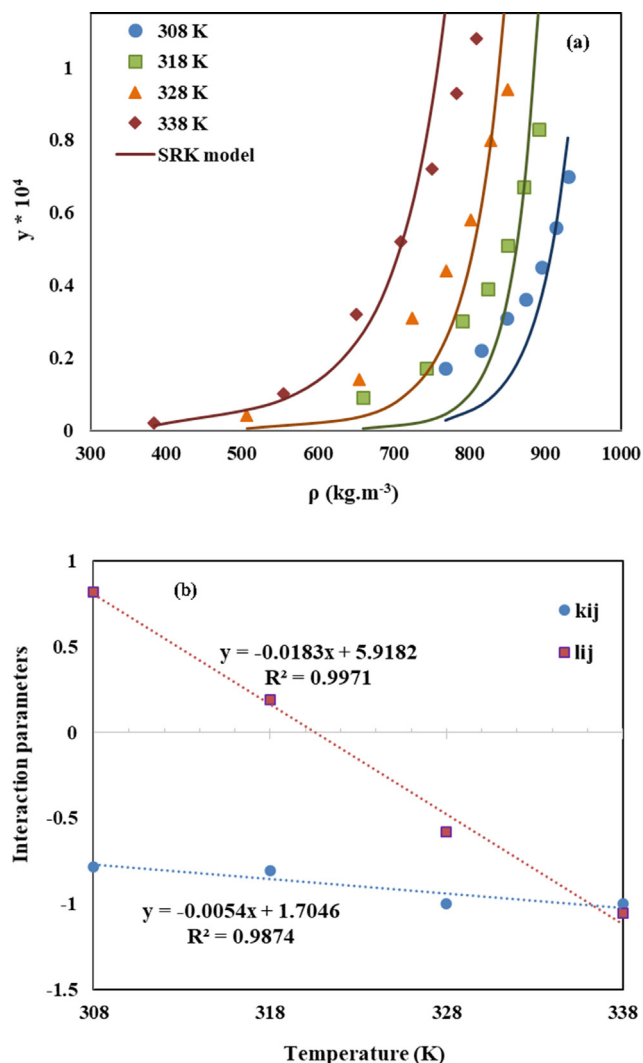 (a)
308 K
318 K
328 K
338 K
SRK model
1
0.8
0.6
0.4
0.2
0
y * 10⁴
300 400 500 600 700 800 900 1000
ρ (kg.m⁻³)
(b)
kij
lij
1
0.5
0
-0.5
-1
-1.5
Interaction parameters
y = -0.0183x + 5.9182
R² = 0.9971
y = -0.0054x + 1.7046
R² = 0.9874
308 318 328 338
Temperature (K)